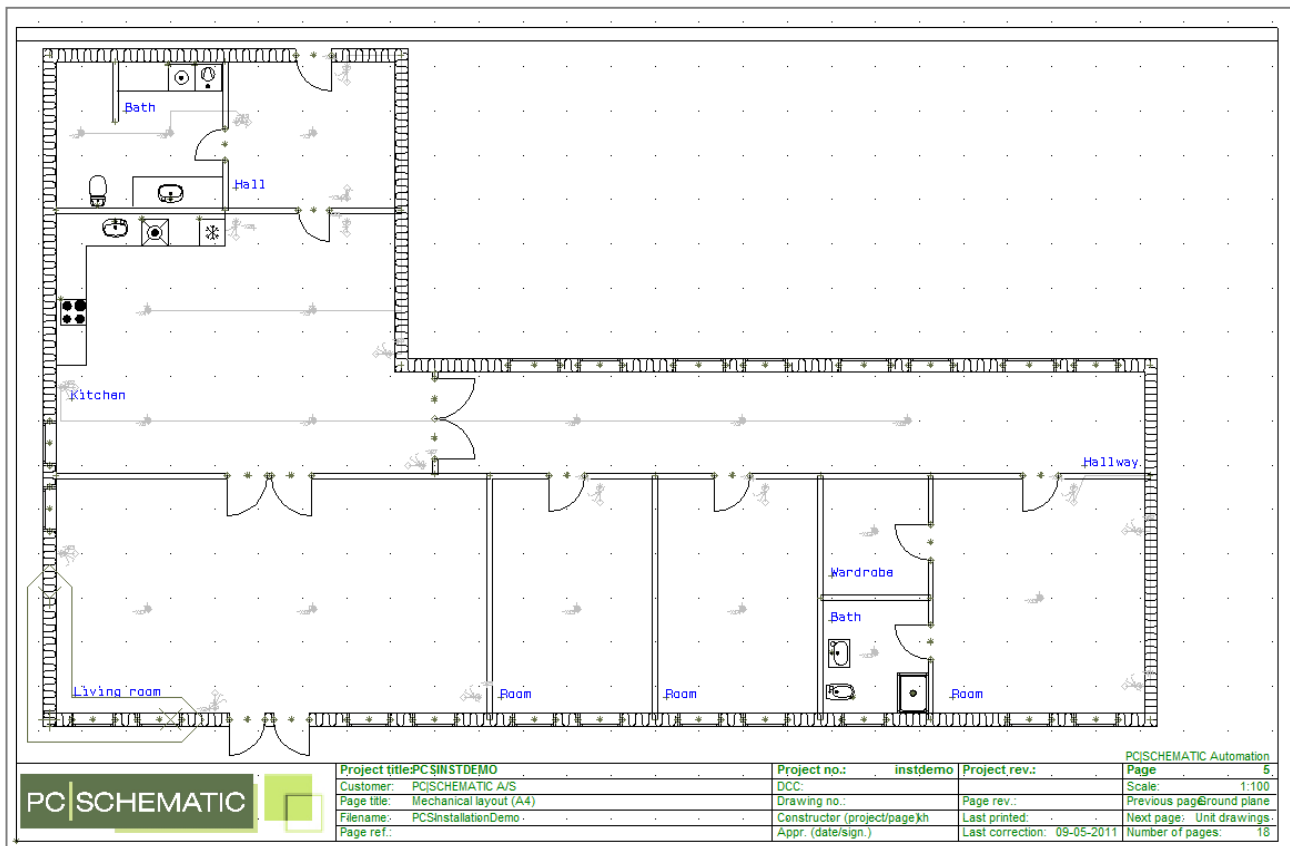 Bath
Hall
Kitchen
Hallway
Wardrobe
Bath
Living room
Room
Room
Room
PC|SCHEMATIC Automation
PC|SCHEMATIC
Project title: PCSINSTDEMO Project no.: instdemo Project rev.: Page 5
Customer: PC|SCHEMATIC A/S DCC: Scale: 1:100
Page title: Mechanical layout (A4) Drawing no.: Page rev.: Previous page Ground plane
Filename: PCSInstallationDemo Constructor (project/page) kh Last printed: Next page: Unit drawings
Page ref.: Appr. (date/sign.) Last correction: 09-05-2011 Number of pages: 18